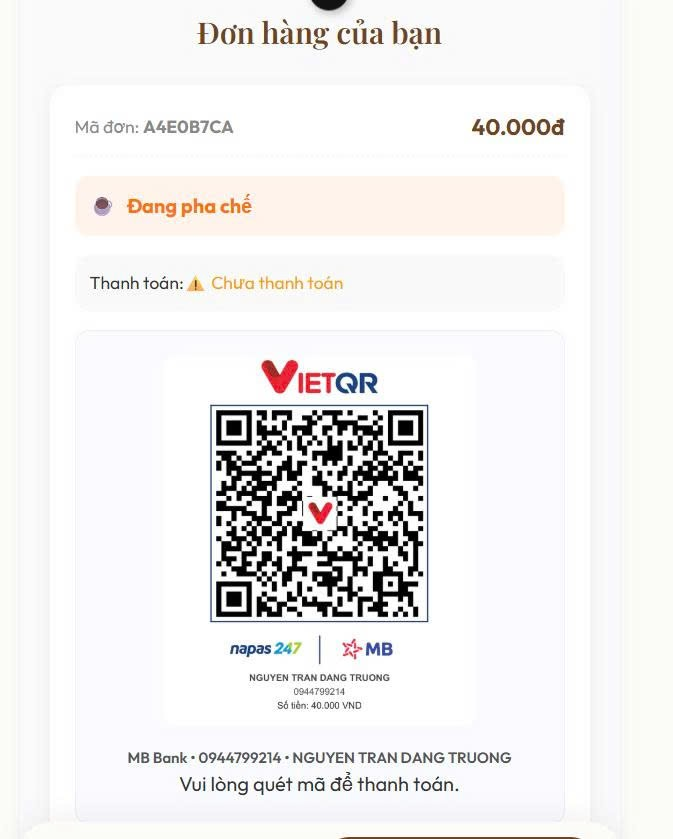 Đơn hàng của bạn
Mã đơn: A4E0B7CA 40.000đ
Đang pha chế
Thanh toán: ⚠️ Chưa thanh toán
VIETQR
napas 247 | MB
NGUYEN TRAN DANG TRUONG
0944799214
Số tiền: 40.000 VND
MB Bank • 0944799214 • NGUYEN TRAN DANG TRUONG
Vui lòng quét mã để thanh toán.